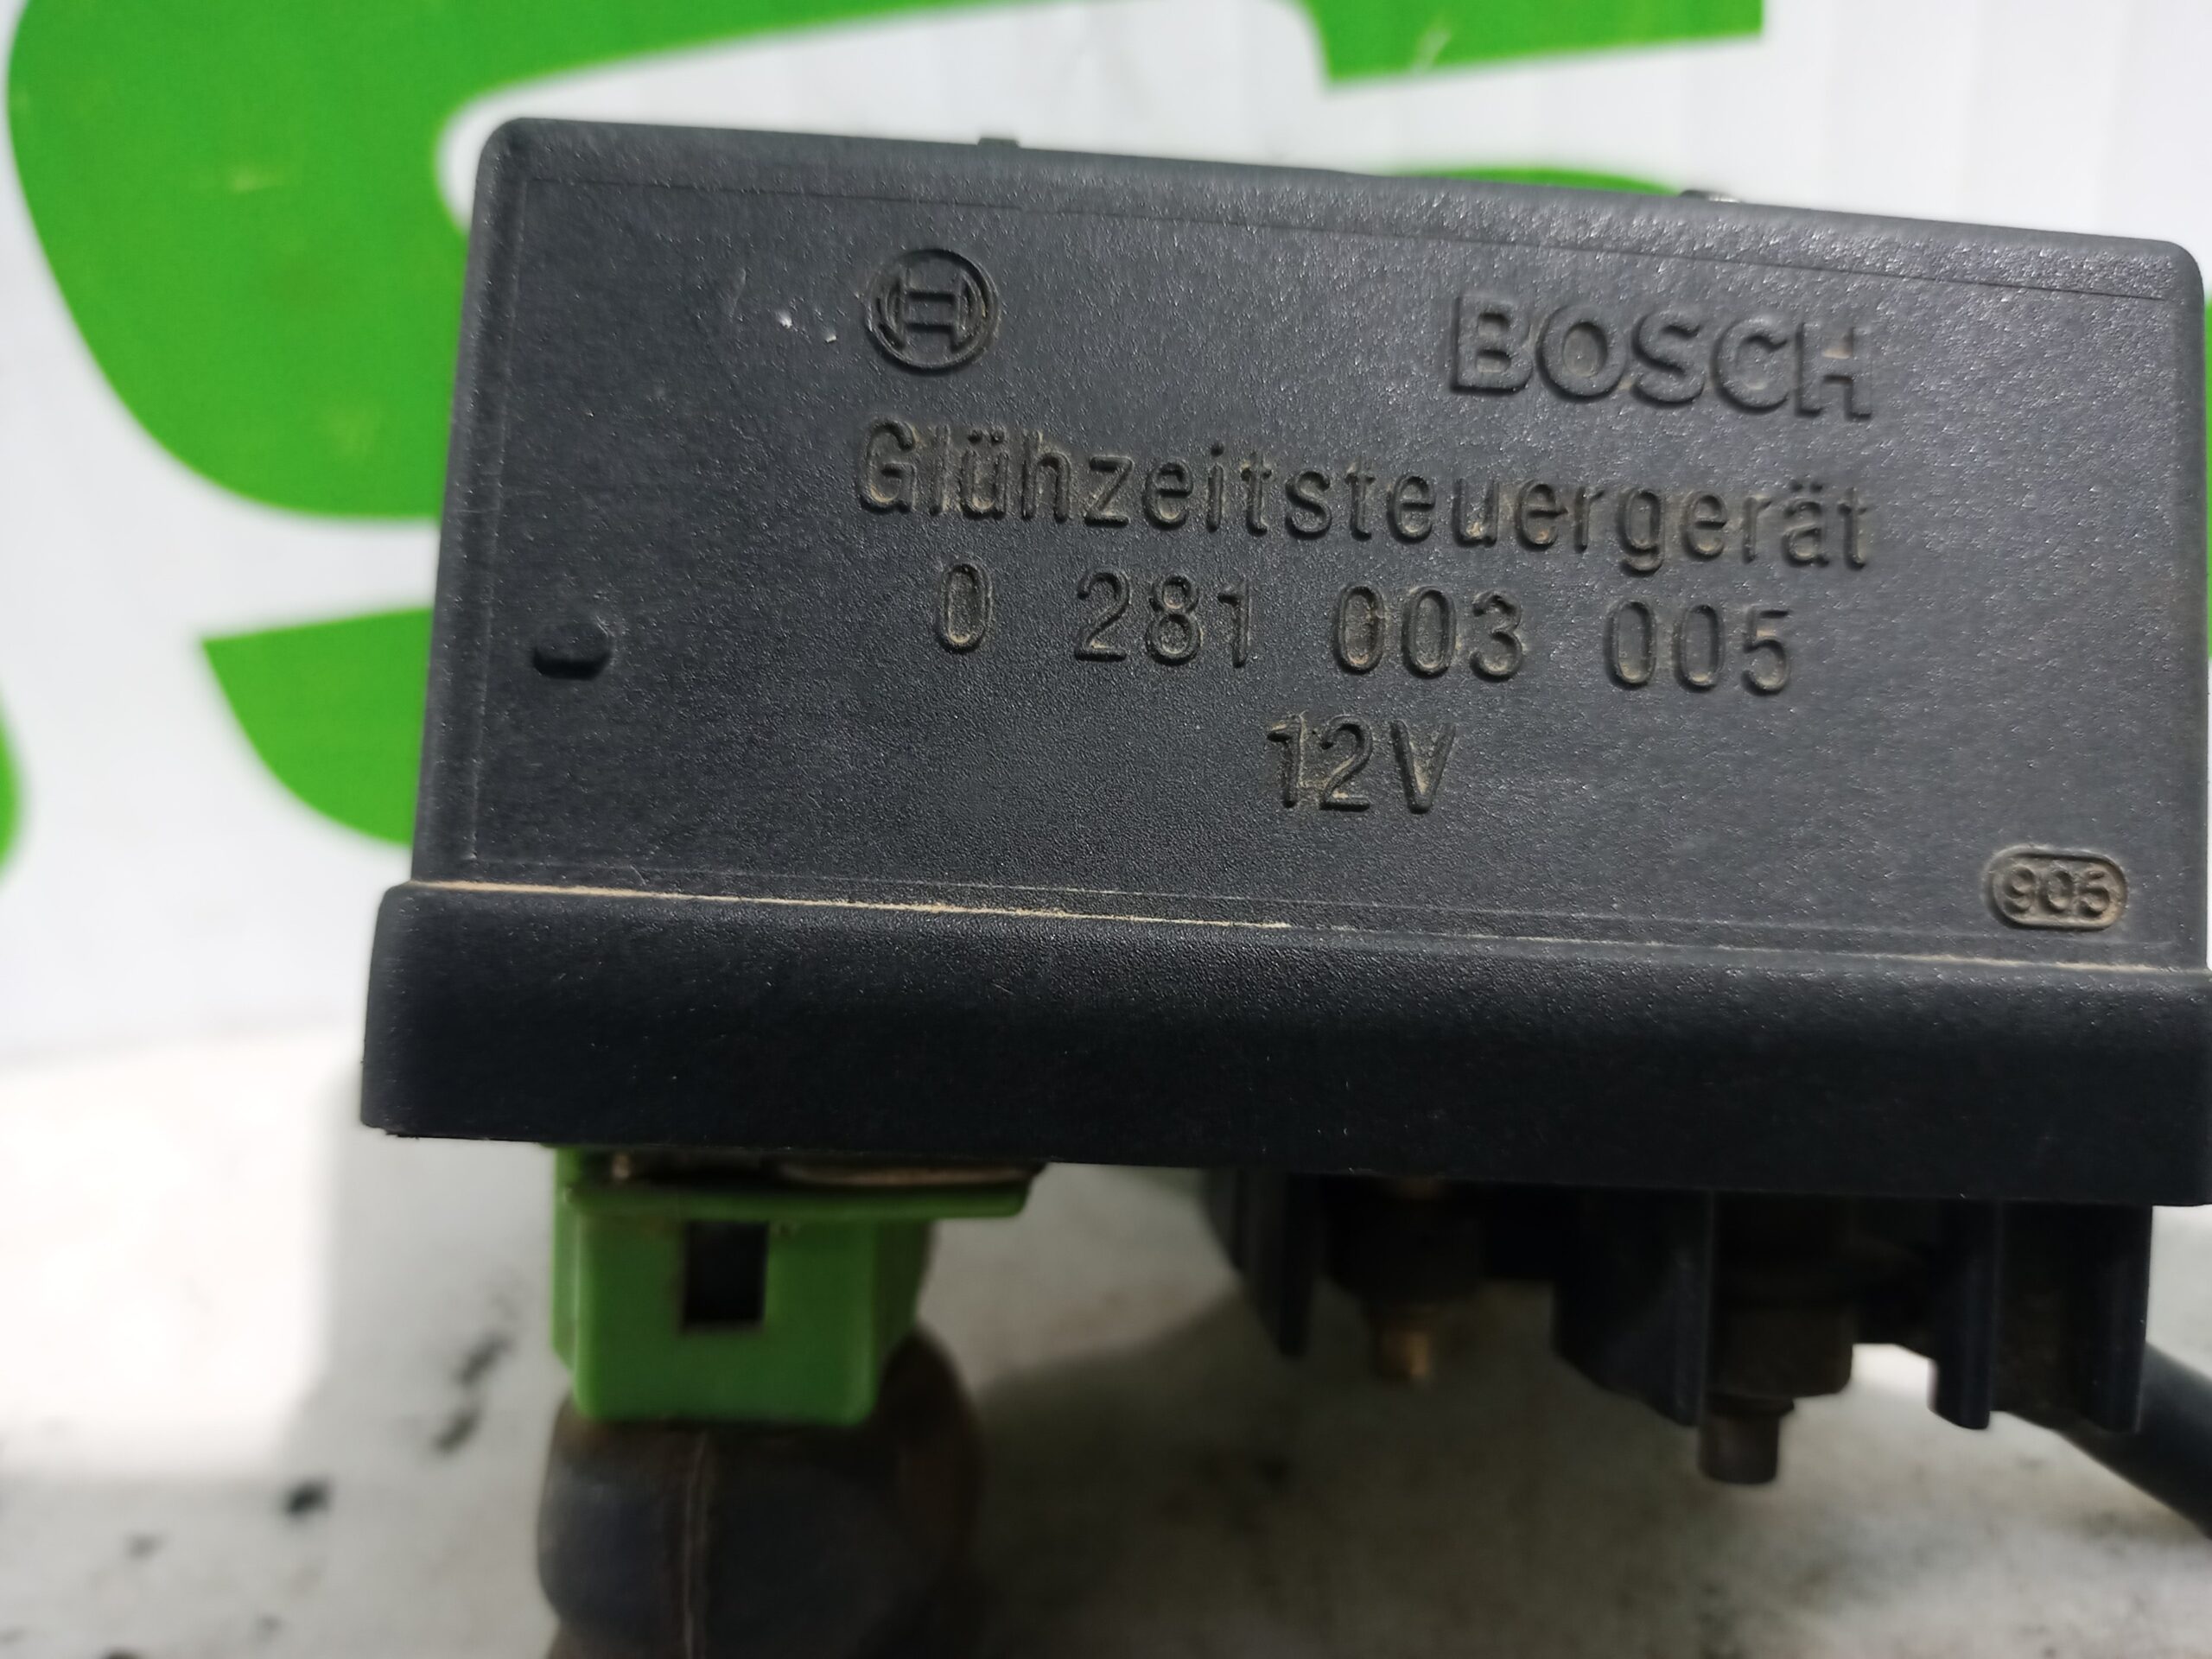 BOSCH
Glühzeitsteuergerät
0 281 003 005
12V
905